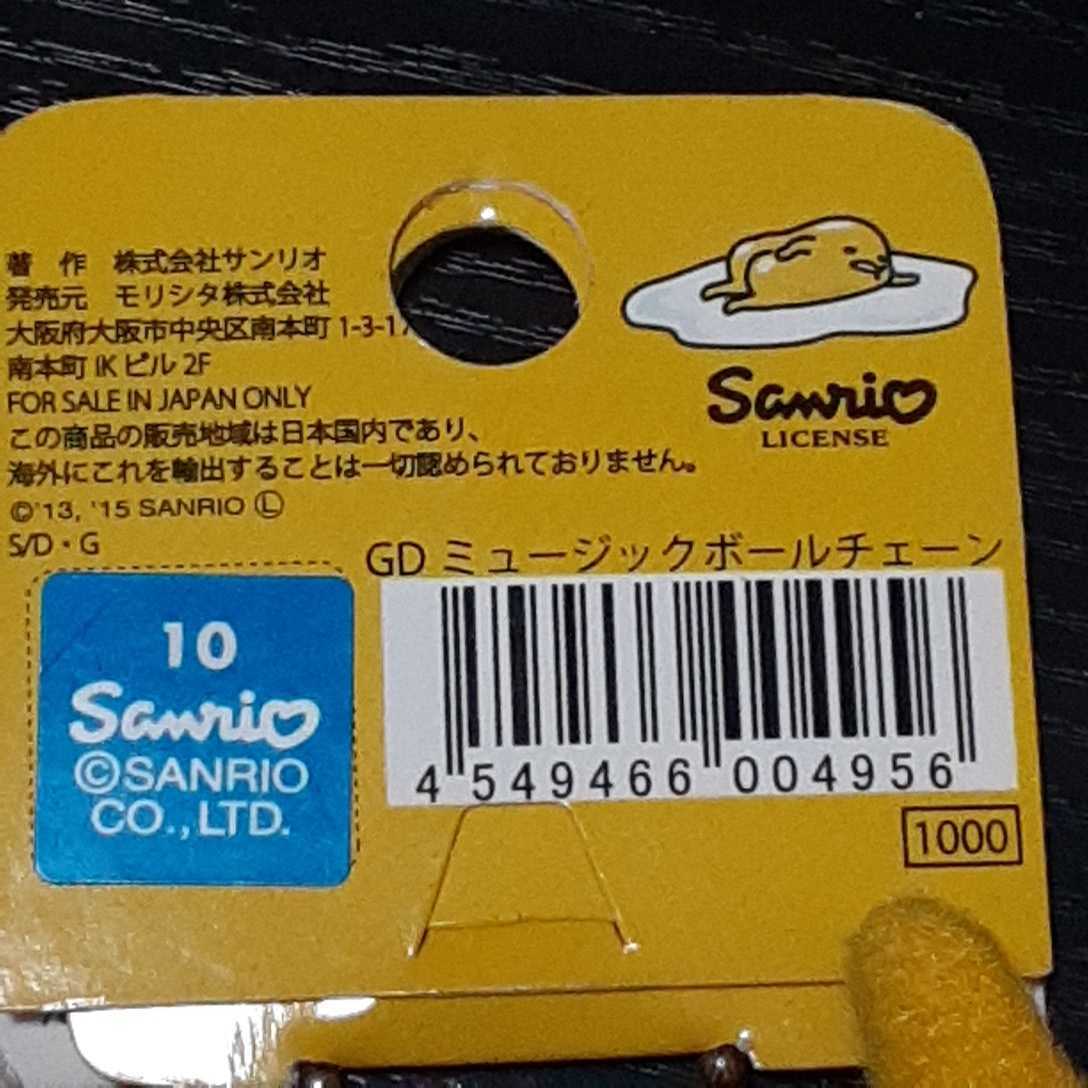 著 作 株式会社サンリオ
発売元 モリシタ株式会社
大阪府大阪市中央区南本町 1-3-17
南本町 IK ビル 2F
FOR SALE IN JAPAN ONLY
この商品の販売地域は日本国内であり、
海外にこれを輸出することは一切認められておりません。
©'13, '15 SANRIO Ⓛ
S/D・G
Sanrio
LICENSE
GD ミュージックボールチェーン
10
Sanrio
©SANRIO
CO.,LTD.
4 549466 004956
1000